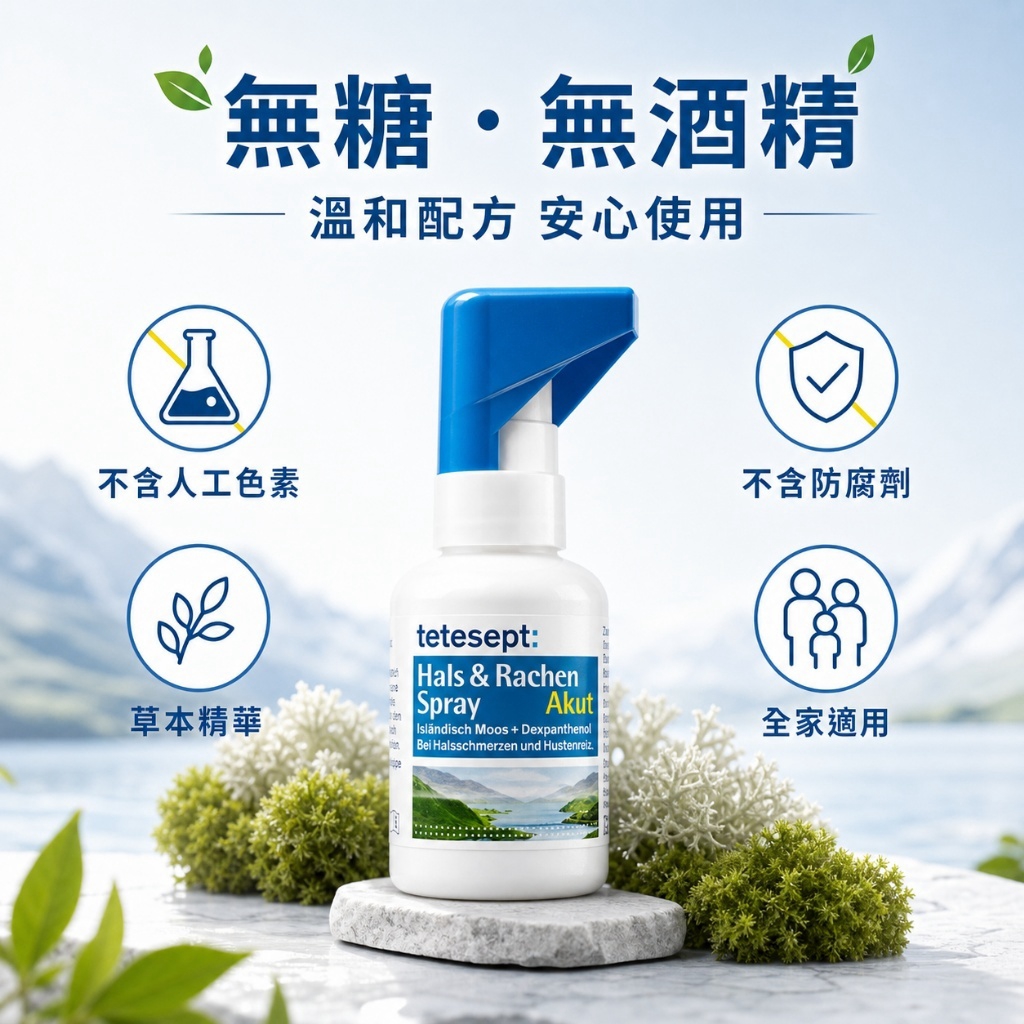 無糖・無酒精
溫和配方 安心使用
不含人工色素
不含防腐劑
草本精華
全家適用
tetesept:
Hals & Rachen
Spray Akut
Isländisch Moos + Dexpanthenol
Bei Halsschmerzen und Hustenreiz.